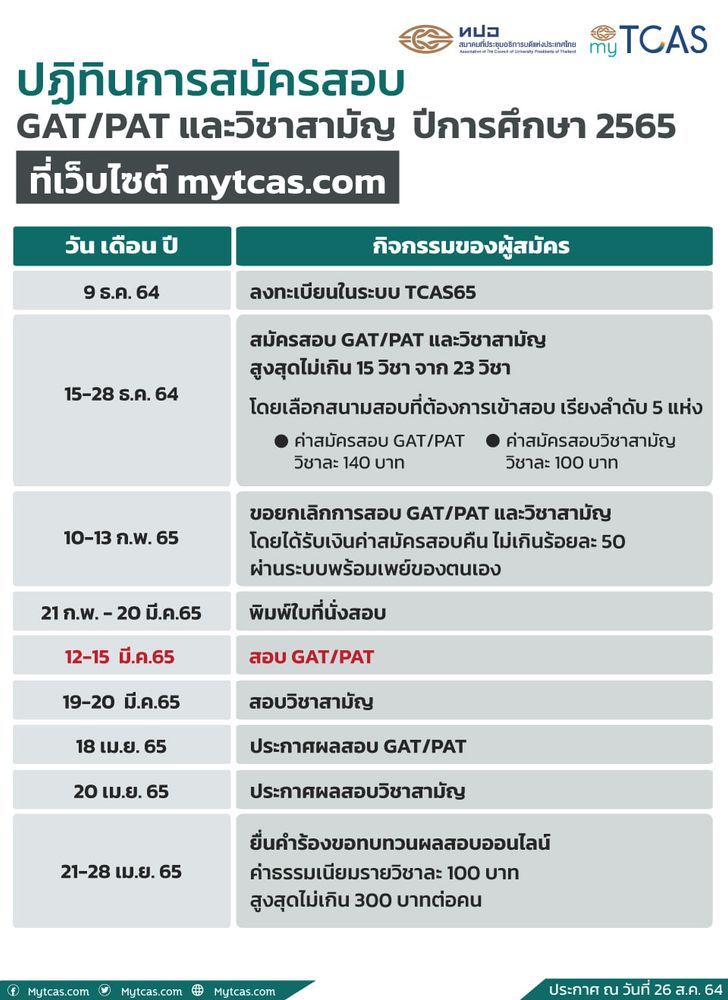 ทปอ
สมาคมที่ประชุมอธิการบดีแห่งประเทศไทย
Association of The Council of University Presidents of Thailand
myTCAS
ปฏิทินการสมัครสอบ
GAT/PAT และวิชาสามัญ ปีการศึกษา 2565
ที่เว็บไซต์ mytcas.com
วัน เดือน ปี กิจกรรมของผู้สมัคร
9 ธ.ค. 64 ลงทะเบียนในระบบ TCAS65
15-28 ธ.ค. 64
สมัครสอบ GAT/PAT และวิชาสามัญ
สูงสุดไม่เกิน 15 วิชา จาก 23 วิชา
โดยเลือกสนามสอบที่ต้องการเข้าสอบ เรียงลำดับ 5 แห่ง
● ค่าสมัครสอบ GAT/PAT ● ค่าสมัครสอบวิชาสามัญ
วิชาละ 140 บาท วิชาละ 100 บาท
10-13 ก.พ. 65
ขอยกเลิกการสอบ GAT/PAT และวิชาสามัญ
โดยได้รับเงินค่าสมัครสอบคืน ไม่เกินร้อยละ 50
ผ่านระบบพร้อมเพย์ของตนเอง
21 ก.พ. - 20 มี.ค.65 พิมพ์ใบที่นั่งสอบ
12-15 มี.ค.65 สอบ GAT/PAT
19-20 มี.ค.65 สอบวิชาสามัญ
18 เม.ย. 65 ประกาศผลสอบ GAT/PAT
20 เม.ย. 65 ประกาศผลสอบวิชาสามัญ
21-28 เม.ย. 65
ยื่นคำร้องขอทบทวนผลสอบออนไลน์
ค่าธรรมเนียมรายวิชาละ 100 บาท
สูงสุดไม่เกิน 300 บาทต่อคน
Mytcas.com Mytcas.com Mytcas.com
ประกาศ ณ วันที่ 26 ส.ค. 64